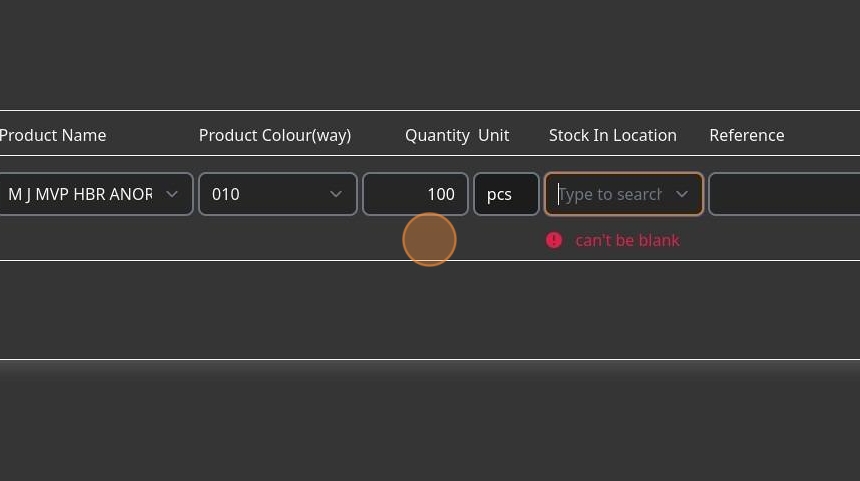 Product Name Product Colour(way) Quantity Unit Stock In Location Reference
M J MVP HBR ANOR 010 100 pcs Type to search
can't be blank